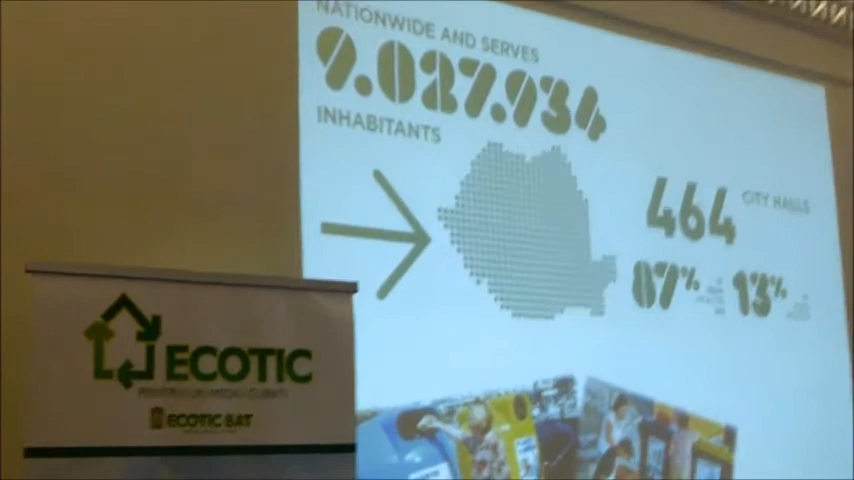 NATIONWIDE AND SERVES
9.027.934
INHABITANTS
464 CITY HALLS
87% 13%
ECOTIC
ECOTIC BAT